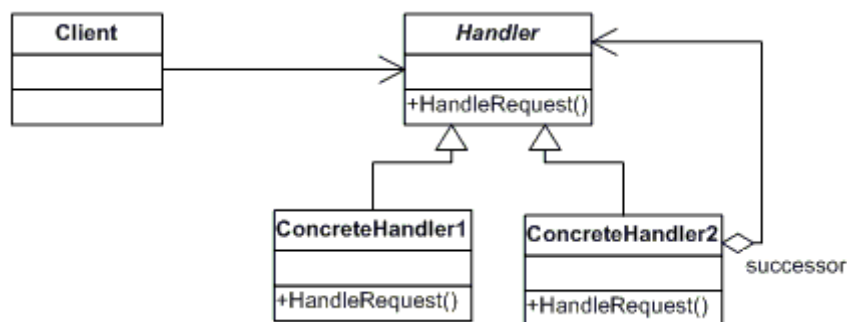 Client
Handler
+HandleRequest()
ConcreteHandler1
+HandleRequest()
ConcreteHandler2
+HandleRequest()
successor